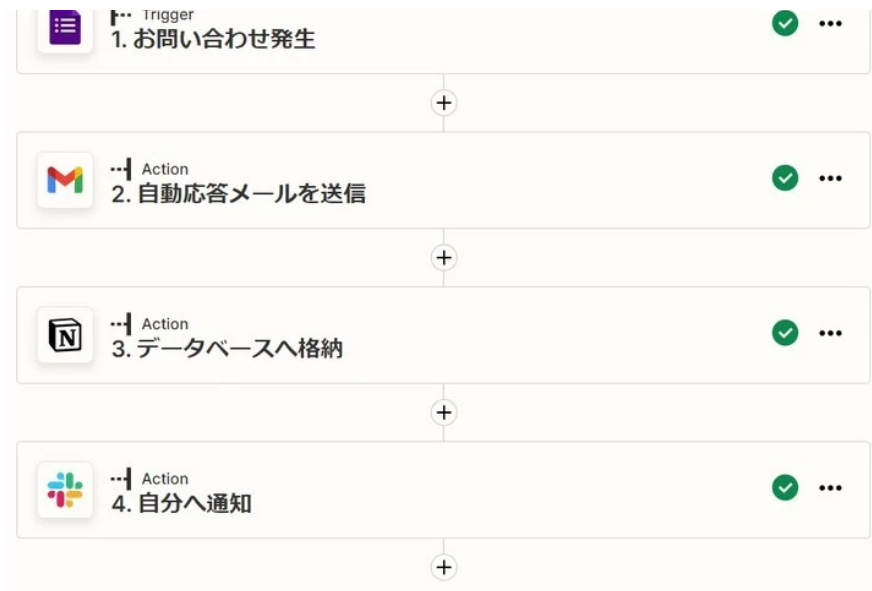 Trigger
1. お問い合わせ発生
Action
2. 自動応答メールを送信
N
Action
3. データベースへ格納
Action
4. 自分へ通知